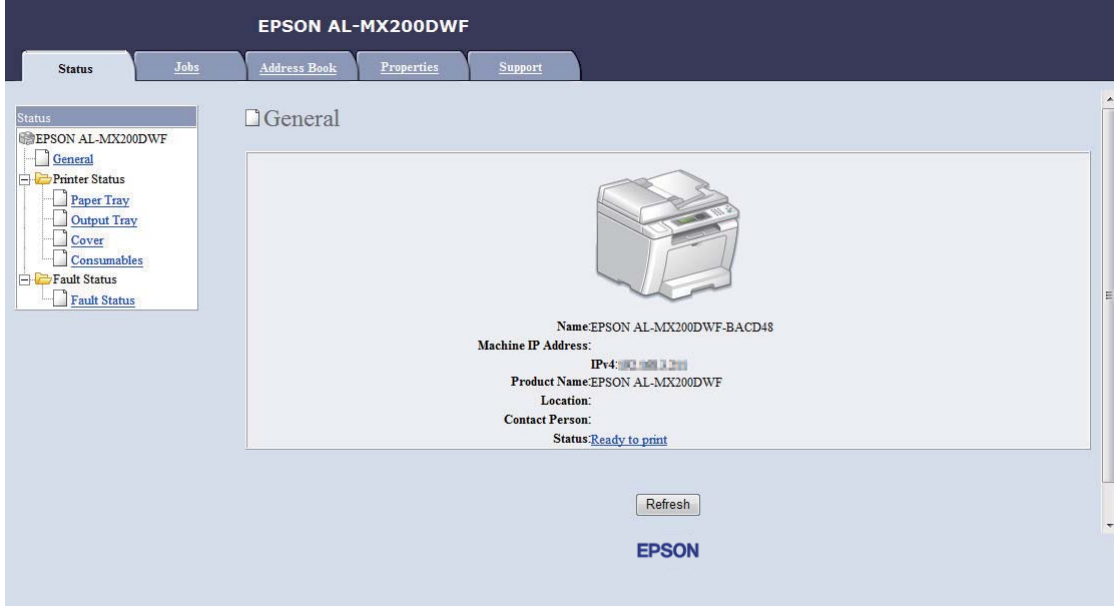 EPSON AL-MX200DWF
Status
Jobs
Address Book
Properties
Support
Status
EPSON AL-MX200DWF
General
Printer Status
Paper Tray
Output Tray
Cover
Consumables
Fault Status
Fault Status
General
Name:EPSON AL-MX200DWF-BACD48
Machine IP Address:
IPv4:
Product Name:EPSON AL-MX200DWF
Location:
Contact Person:
Status:Ready to print
Refresh
EPSON